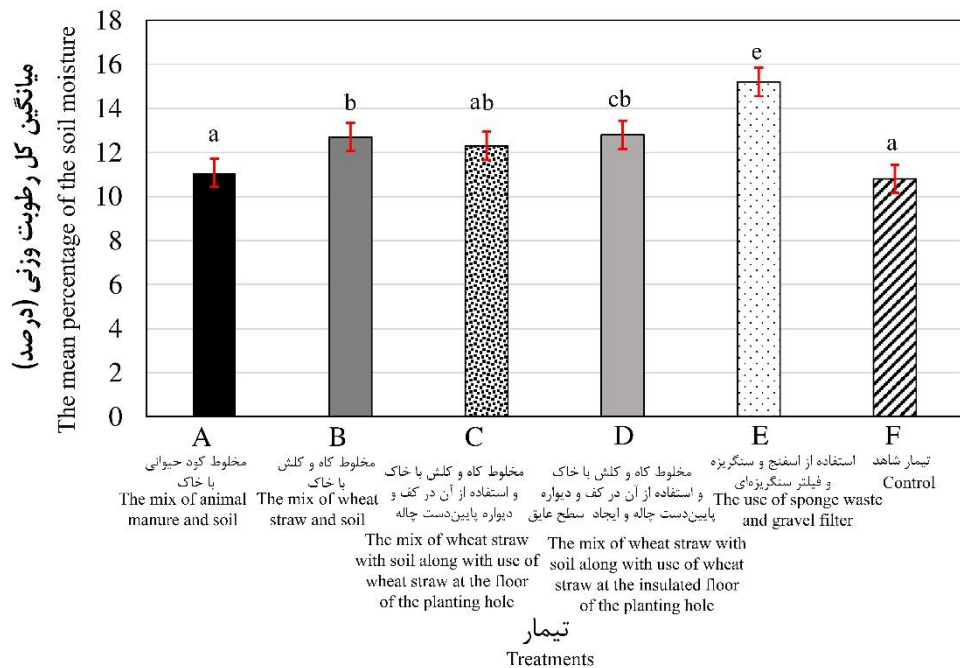 میانگین کل رطوبت وزنی (درصد)
The mean percentage of the soil moisture
18
16
14
12
10
8
6
4
2
0
a
b
ab
cb
e
a
A
B
C
D
E
F
مخلوط کود حیوانی
با خاک
The mix of animal
manure and soil
مخلوط کاه و کلش
با خاک
The mix of wheat
straw and soil
مخلوط کاه و کلش با خاک
و استفاده از آن در کف و
دیواره پایین‌دست چاله
The mix of wheat straw
with soil along with use of
wheat straw at the floor
of the planting hole
مخلوط کاه و کلش با خاک
و استفاده از آن در کف و دیواره
پایین‌دست چاله و ایجاد سطح عایق
The mix of wheat straw with
soil along with use of wheat
straw at the insulated floor
of the planting hole
استفاده از اسفنج و سنگریزه
و فیلتر سنگریزه‌ای
The use of sponge waste
and gravel filter
تیمار شاهد
Control
تیمار
Treatments